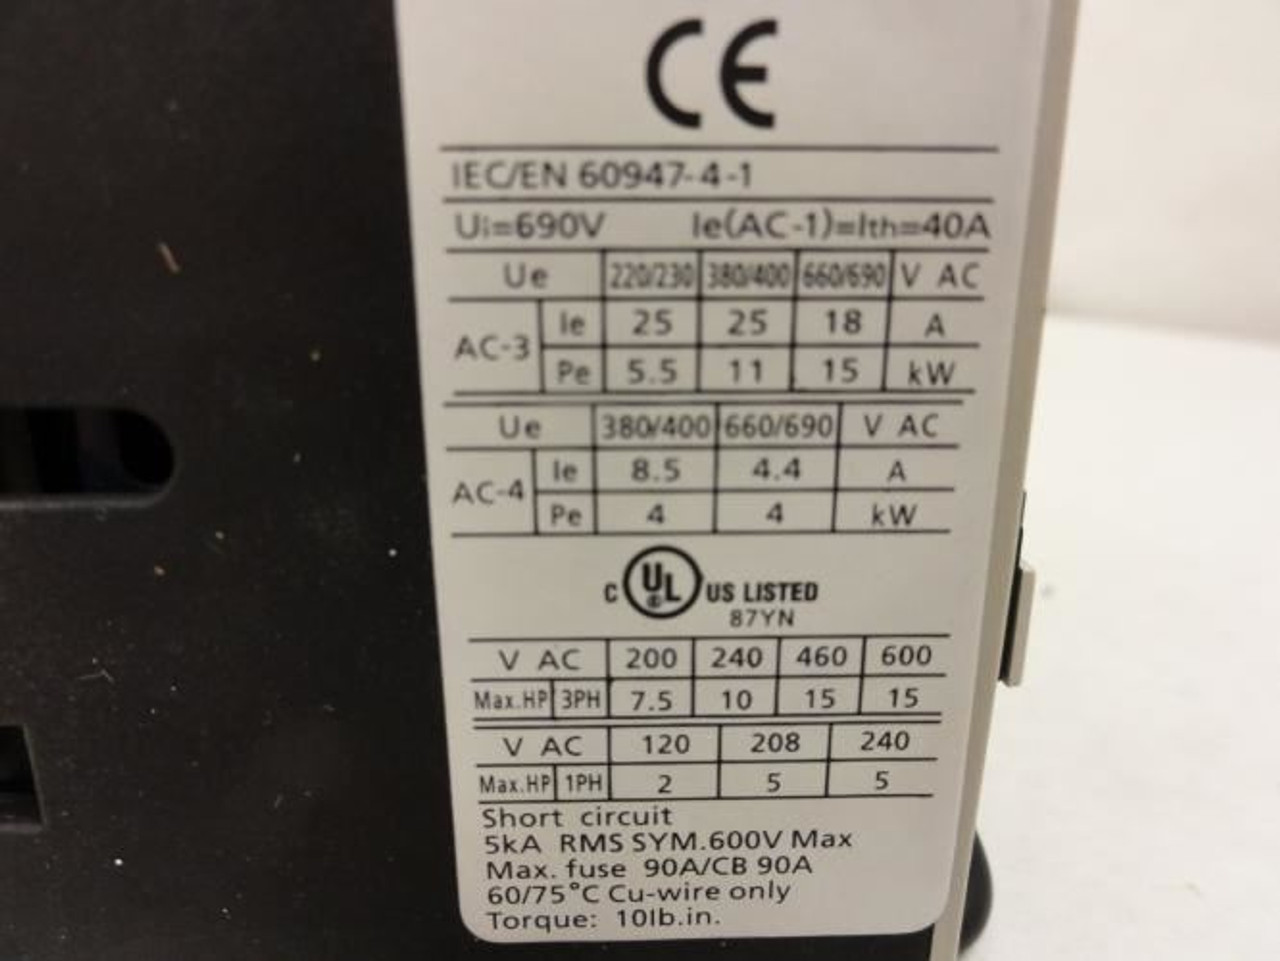 CE
IEC/EN 60947-4-1
Ui=690V Ie(AC-1)=Ith=40A
Ue 220/230 380/400 660/690 V AC
AC-3 Ie 25 25 18 A
Pe 5.5 11 15 kW
Ue 380/400 660/690 V AC
AC-4 Ie 8.5 4.4 A
Pe 4 4 kW
C UL US LISTED
87YN
V AC 200 240 460 600
Max.HP 3PH 7.5 10 15 15
V AC 120 208 240
Max.HP 1PH 2 5 5
Short circuit
5kA RMS SYM.600V Max
Max. fuse 90A/CB 90A
60/75°C Cu-wire only
Torque: 10lb.in.